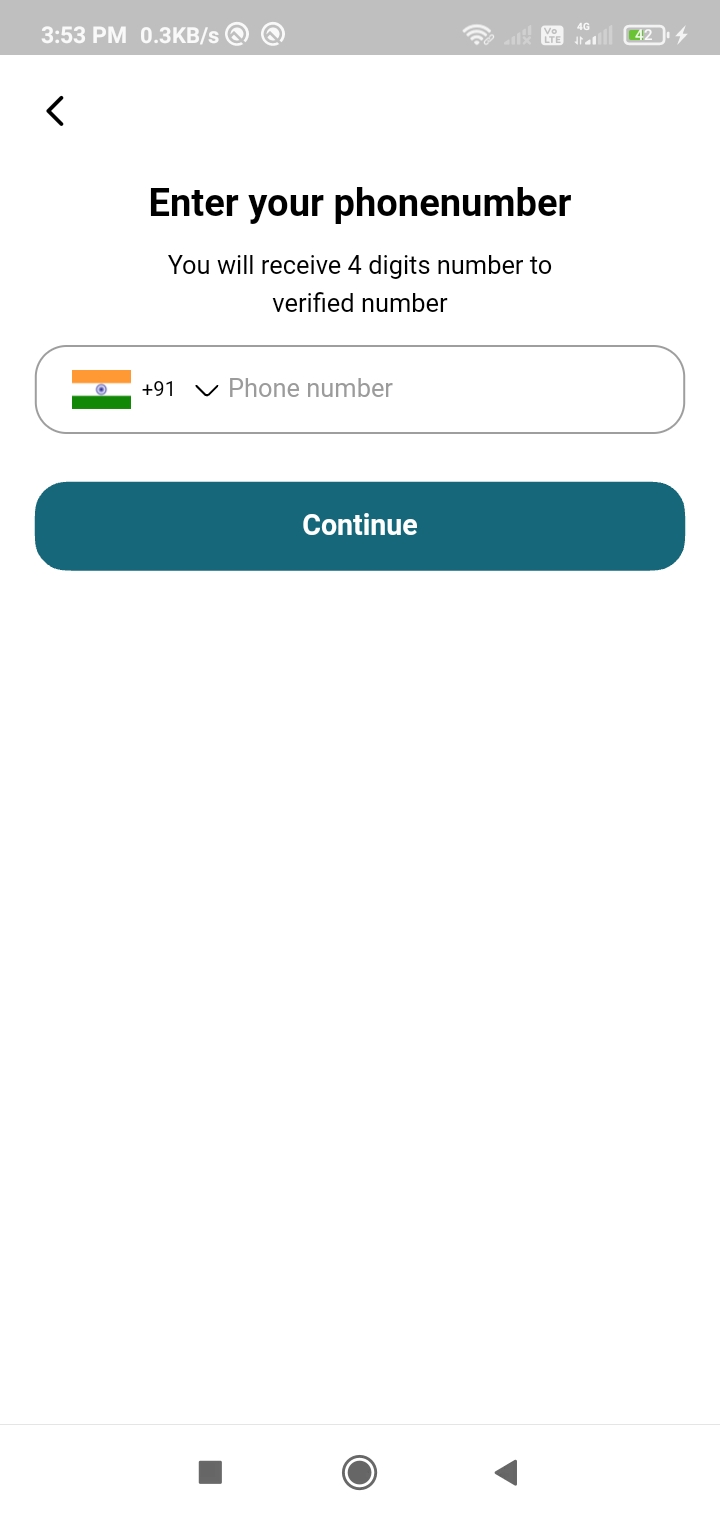 3:53 PM 0.3KB/s Vo LTE 4G 42
Enter your phonenumber
You will receive 4 digits number to
verified number
+91 Phone number
Continue